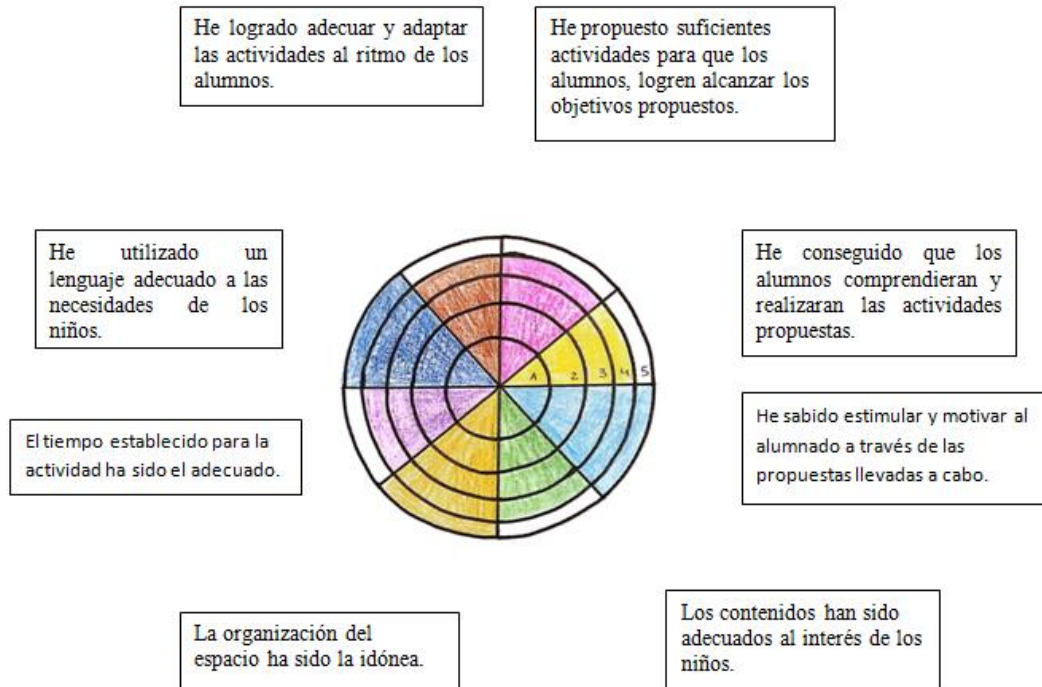 He logrado adecuar y adaptar
las actividades al ritmo de los
alumnos.
He propuesto suficientes
actividades para que los
alumnos, logren alcanzar los
objetivos propuestos.
He utilizado un
lenguaje adecuado a las
necesidades de los
niños.
He conseguido que los
alumnos comprendieran y
realizaran las actividades
propuestas.
1 2 3 4 5
El tiempo establecido para la
actividad ha sido el adecuado.
He sabido estimular y motivar al
alumnado a través de las
propuestas llevadas a cabo.
La organización del
espacio ha sido la idónea.
Los contenidos han sido
adecuados al interés de los
niños.